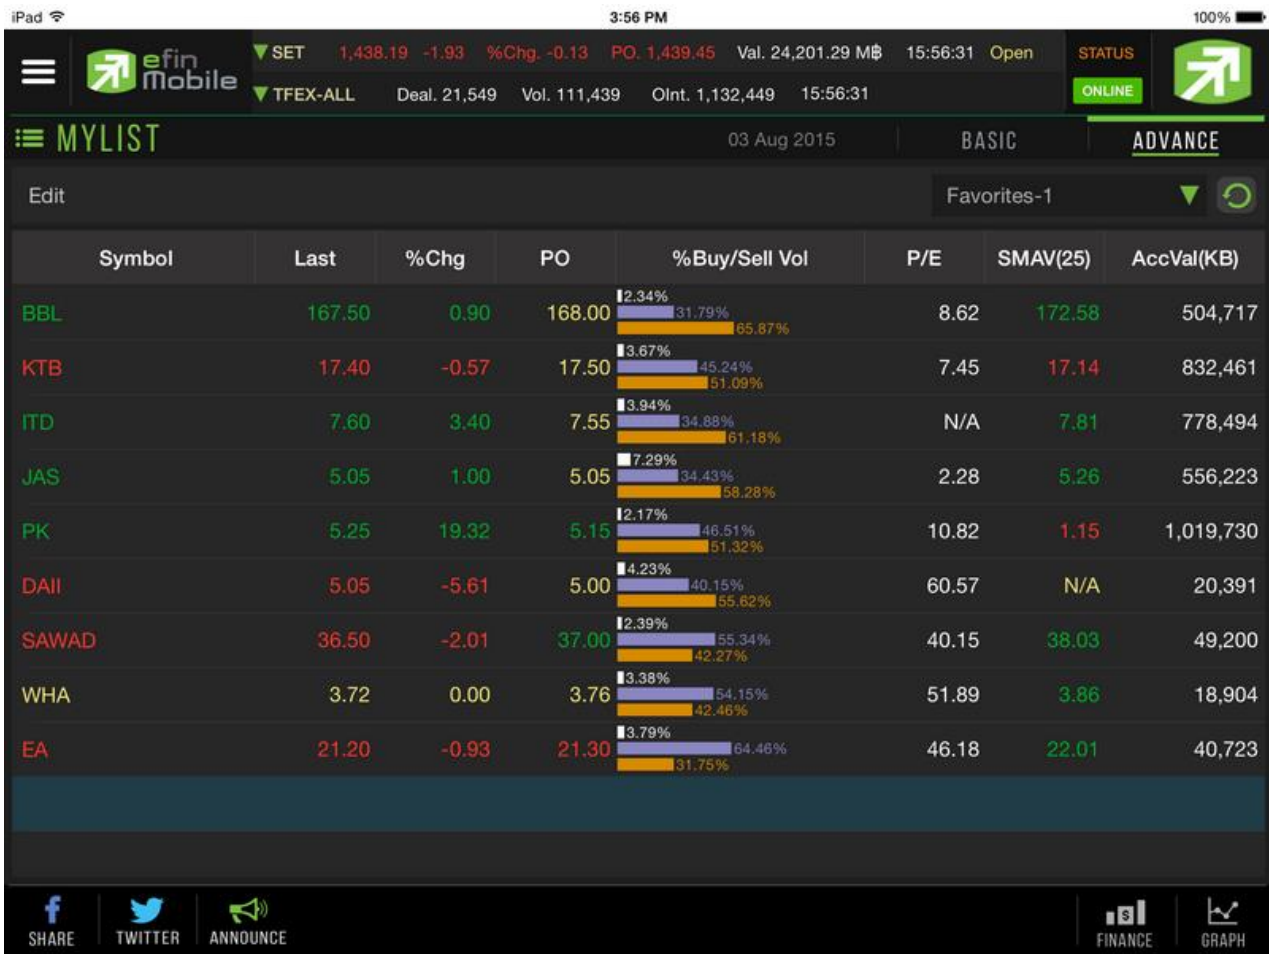 iPad 3:56 PM 100%
efin Mobile
SET 1,438.19 -1.93 %Chg. -0.13 PO. 1,439.45 Val. 24,201.29 M฿ 15:56:31 Open STATUS
TFEX-ALL Deal. 21,549 Vol. 111,439 OInt. 1,132,449 15:56:31 ONLINE
MYLIST 03 Aug 2015 BASIC ADVANCE
Edit Favorites-1
Symbol Last %Chg PO %Buy/Sell Vol P/E SMAV(25) AccVal(KB)
BBL 167.50 0.90 168.00 2.34% 31.79% 65.87% 8.62 172.58 504,717
KTB 17.40 -0.57 17.50 3.67% 45.24% 51.09% 7.45 17.14 832,461
ITD 7.60 3.40 7.55 3.94% 34.88% 61.18% N/A 7.81 778,494
JAS 5.05 1.00 5.05 7.29% 34.43% 58.28% 2.28 5.26 556,223
PK 5.25 19.32 5.15 2.17% 46.51% 51.32% 10.82 1.15 1,019,730
DAII 5.05 -5.61 5.00 4.23% 40.15% 55.62% 60.57 N/A 20,391
SAWAD 36.50 -2.01 37.00 2.39% 55.34% 42.27% 40.15 38.03 49,200
WHA 3.72 0.00 3.76 3.38% 54.15% 42.46% 51.89 3.86 18,904
EA 21.20 -0.93 21.30 3.79% 64.46% 31.75% 46.18 22.01 40,723
SHARE TWITTER ANNOUNCE FINANCE GRAPH